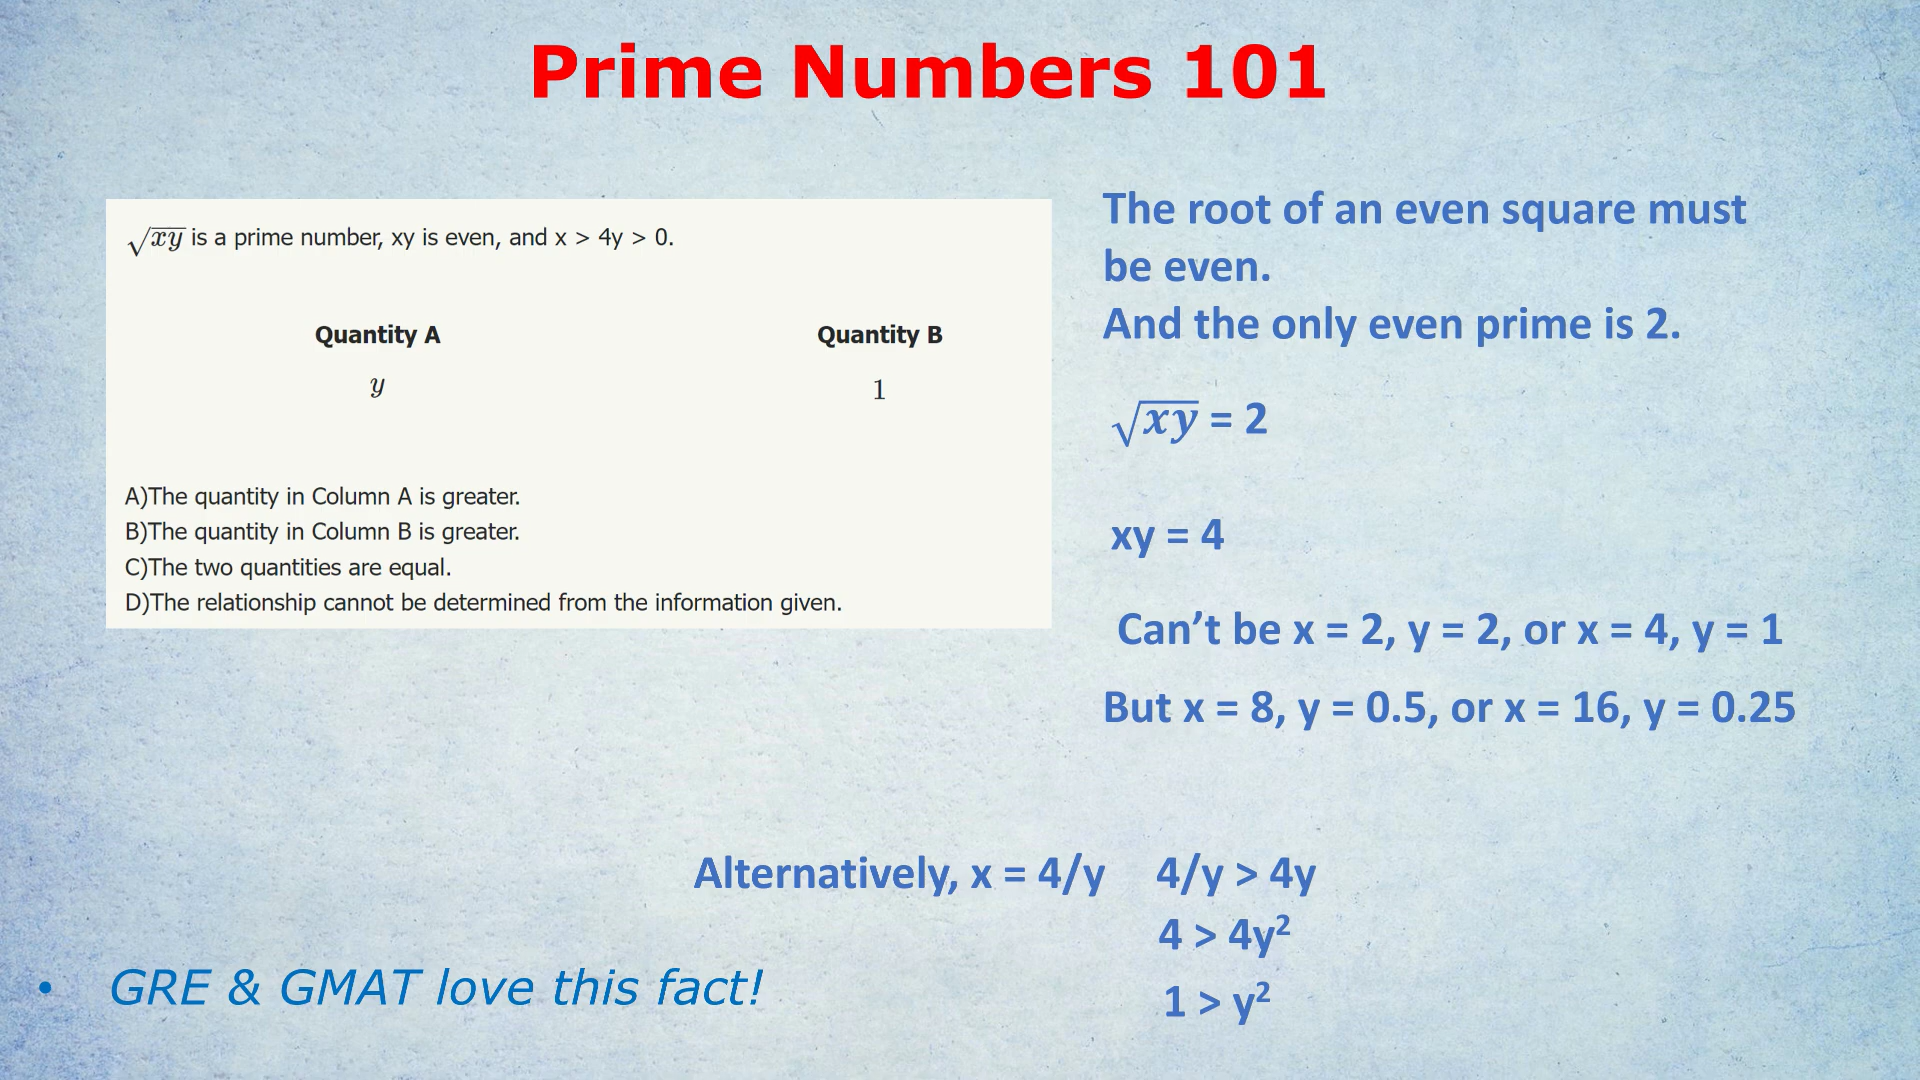 Prime Numbers 101
√xy is a prime number, xy is even, and x > 4y > 0.
Quantity A Quantity B
y 1
A)The quantity in Column A is greater.
B)The quantity in Column B is greater.
C)The two quantities are equal.
D)The relationship cannot be determined from the information given.
The root of an even square must
be even.
And the only even prime is 2.
√xy = 2
xy = 4
Can’t be x = 2, y = 2, or x = 4, y = 1
But x = 8, y = 0.5, or x = 16, y = 0.25
Alternatively, x = 4/y 4/y > 4y
4 > 4y²
1 > y²
• GRE & GMAT love this fact!